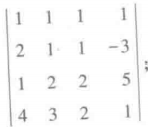 | 1 1 1 1 |
| 2 1 1 -3 |
| 1 2 2 5 |
| 4 3 2 1 | ;